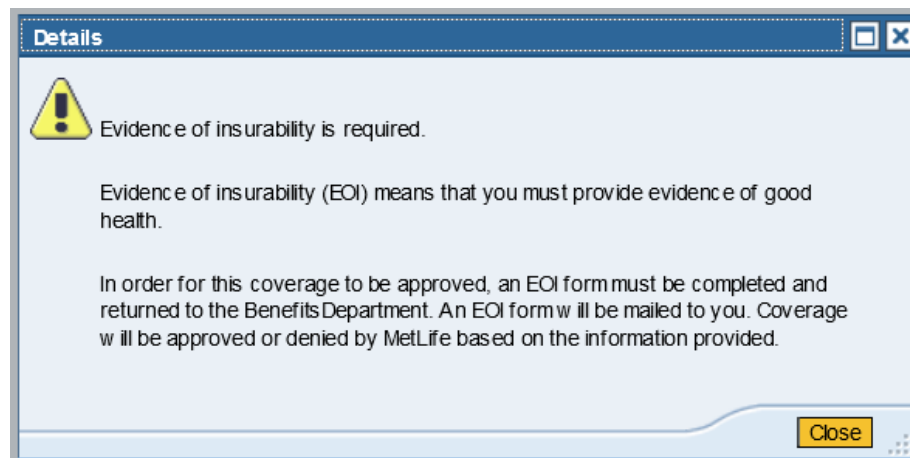 Details
Evidence of insurability is required.
Evidence of insurability (EOI) means that you must provide evidence of good
health.
In order for this coverage to be approved, an EOI form must be completed and
returned to the Benefits Department. An EOI form will be mailed to you. Coverage
will be approved or denied by MetLife based on the information provided.
Close